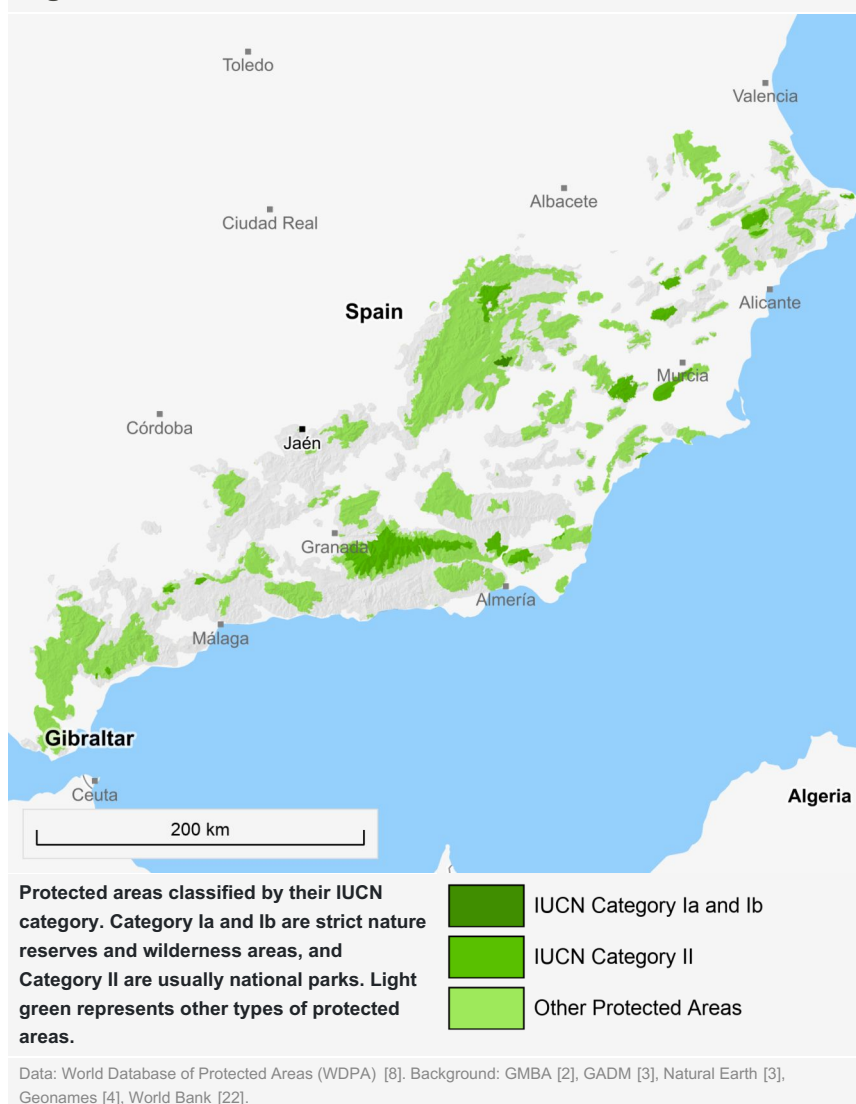 Toledo
Valencia
Albacete
Ciudad Real
Alicante
Spain
Murcia
Córdoba
Jaén
Granada
Almería
Málaga
Gibraltar
Ceuta
Algeria
200 km
Protected areas classified by their IUCN
category. Category Ia and Ib are strict nature
reserves and wilderness areas, and
Category II are usually national parks. Light
green represents other types of protected
areas.
IUCN Category Ia and Ib
IUCN Category II
Other Protected Areas
Data: World Database of Protected Areas (WDPA) [8]. Background: GMBA [2], GADM [3], Natural Earth [3],
Geonames [4], World Bank [22].